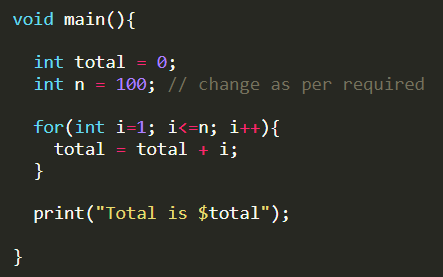 void main(){
int total = 0;
int n = 100; // change as per required
for(int i=1; i<=n; i++){
total = total + i;
}
print("Total is $total");
}